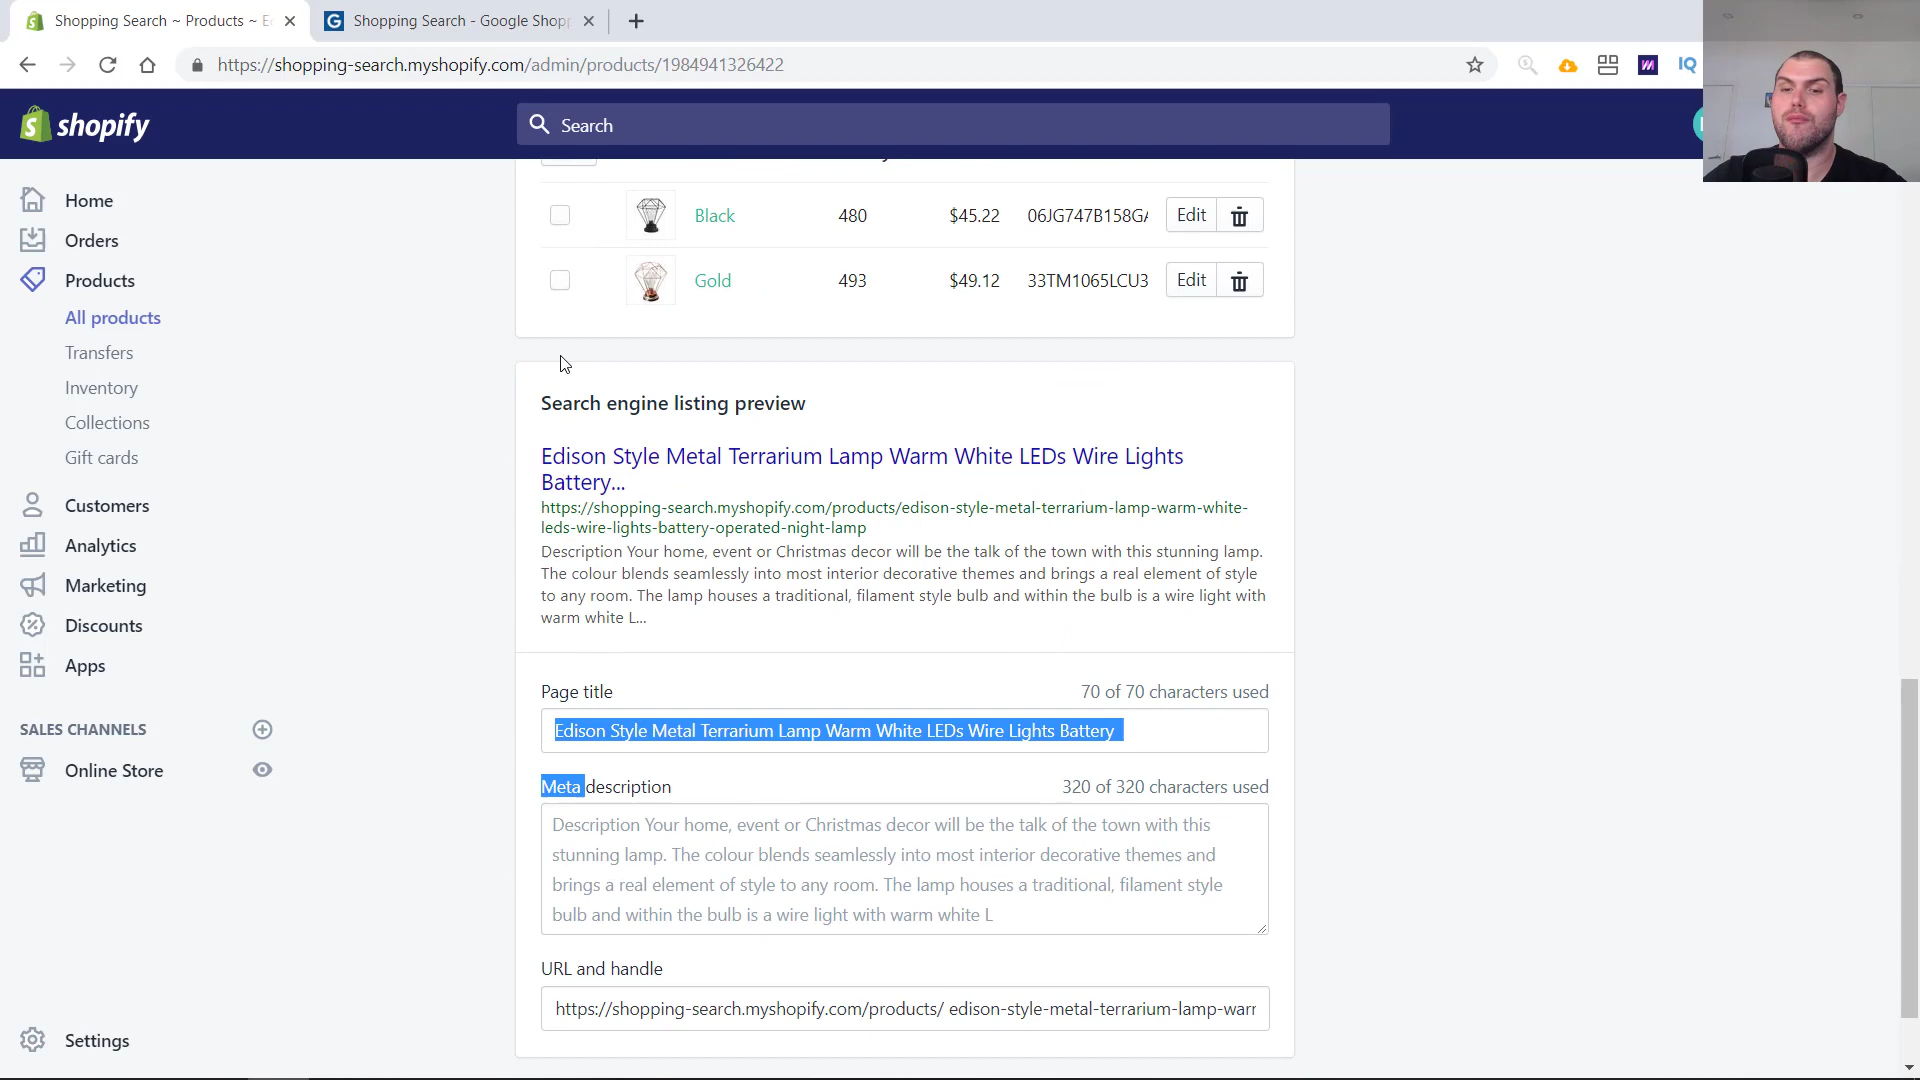 Shopping Search ~ Products ~ E
Shopping Search - Google Shopp
https://shopping-search.myshopify.com/admin/products/1984941326422
IQ
shopify
Search
Home
Orders
Products
All products
Transfers
Inventory
Collections
Gift cards
Customers
Analytics
Marketing
Discounts
Apps
SALES CHANNELS
Online Store
Settings
Black 480 $45.22 06JG747B158G Edit
Gold 493 $49.12 33TM1065LCU3 Edit
Search engine listing preview
Edison Style Metal Terrarium Lamp Warm White LEDs Wire Lights
Battery...
https://shopping-search.myshopify.com/products/edison-style-metal-terrarium-lamp-warm-white-
leds-wire-lights-battery-operated-night-lamp
Description Your home, event or Christmas decor will be the talk of the town with this stunning lamp.
The colour blends seamlessly into most interior decorative themes and brings a real element of style
to any room. The lamp houses a traditional, filament style bulb and within the bulb is a wire light with
warm white L...
Page title 70 of 70 characters used
Edison Style Metal Terrarium Lamp Warm White LEDs Wire Lights Battery
Meta description 320 of 320 characters used
Description Your home, event or Christmas decor will be the talk of the town with this
stunning lamp. The colour blends seamlessly into most interior decorative themes and
brings a real element of style to any room. The lamp houses a traditional, filament style
bulb and within the bulb is a wire light with warm white L
URL and handle
https://shopping-search.myshopify.com/products/ edison-style-metal-terrarium-lamp-warr